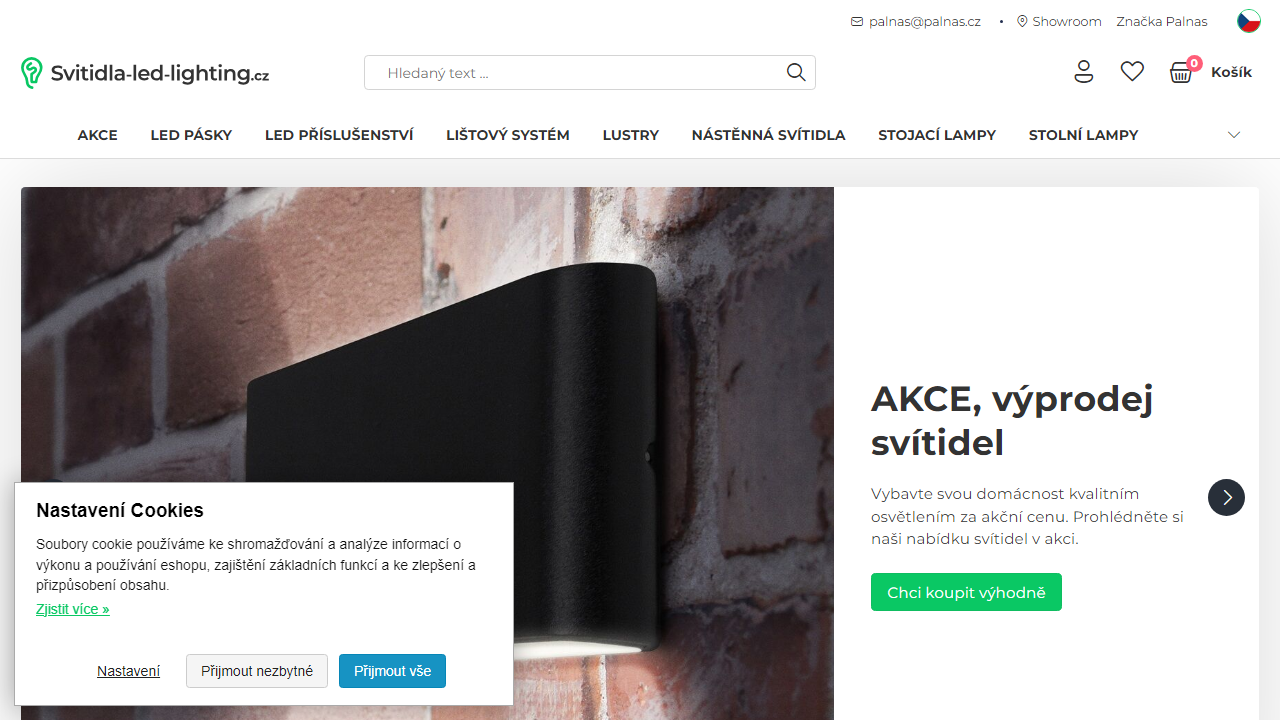 palnas@palnas.cz • Showroom Značka Palnas
Svitidla-led-lighting.cz
Hledaný text ...
0
Košík
AKCE LED PÁSKY LED PŘÍSLUŠENSTVÍ LIŠTOVÝ SYSTÉM LUSTRY NÁSTĚNNÁ SVÍTIDLA STOJACÍ LAMPY STOLNÍ LAMPY
AKCE, výprodej
svítidel
Vybavte svou domácnost kvalitním
osvětlením za akční cenu. Prohlédněte si
naši nabídku svítidel v akci.
Chci koupit výhodně
Nastavení Cookies
Soubory cookie používáme ke shromažďování a analýze informací o
výkonu a používání eshopu, zajištění základních funkcí a ke zlepšení a
přizpůsobení obsahu.
Zjistit více »
Nastavení Přijmout nezbytné Přijmout vše